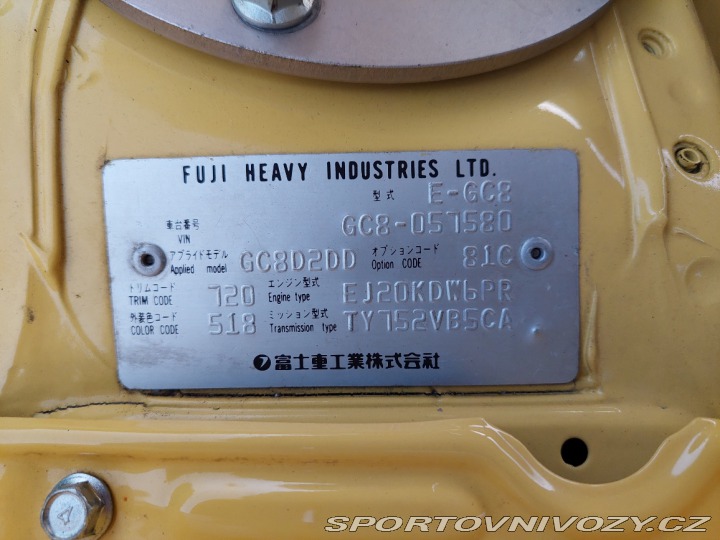 FUJI HEAVY INDUSTRIES LTD.
型式 E-GC8
車台番号 VIN GC8-057580
アプライドモデル Applied model GC8D2DD オプションコード Option CODE 81C
トリムコード TRIM CODE 720 エンジン型式 Engine type EJ20KDW6PR
外装色コード COLOR CODE 518 ミッション型式 Transmission type TY752VB5CA
富士重工業株式会社
SPORTOVNIVOZY.CZ